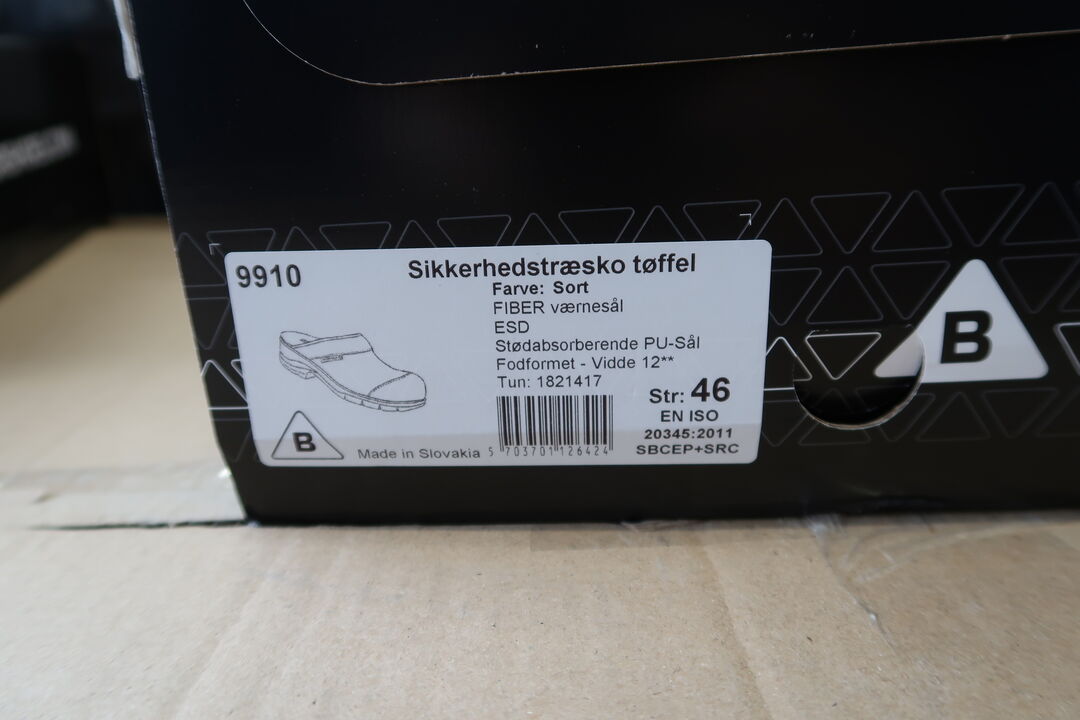 9910
Sikkerhedstræsko tøffel
Farve: Sort
FIBER værnesål
ESD
Stødabsorberende PU-Sål
Fodformet - Vidde 12**
Tun: 1821417
Str: 46
EN ISO
20345:2011
SBCEP+SRC
B
Made in Slovakia
5 703701 126424
B